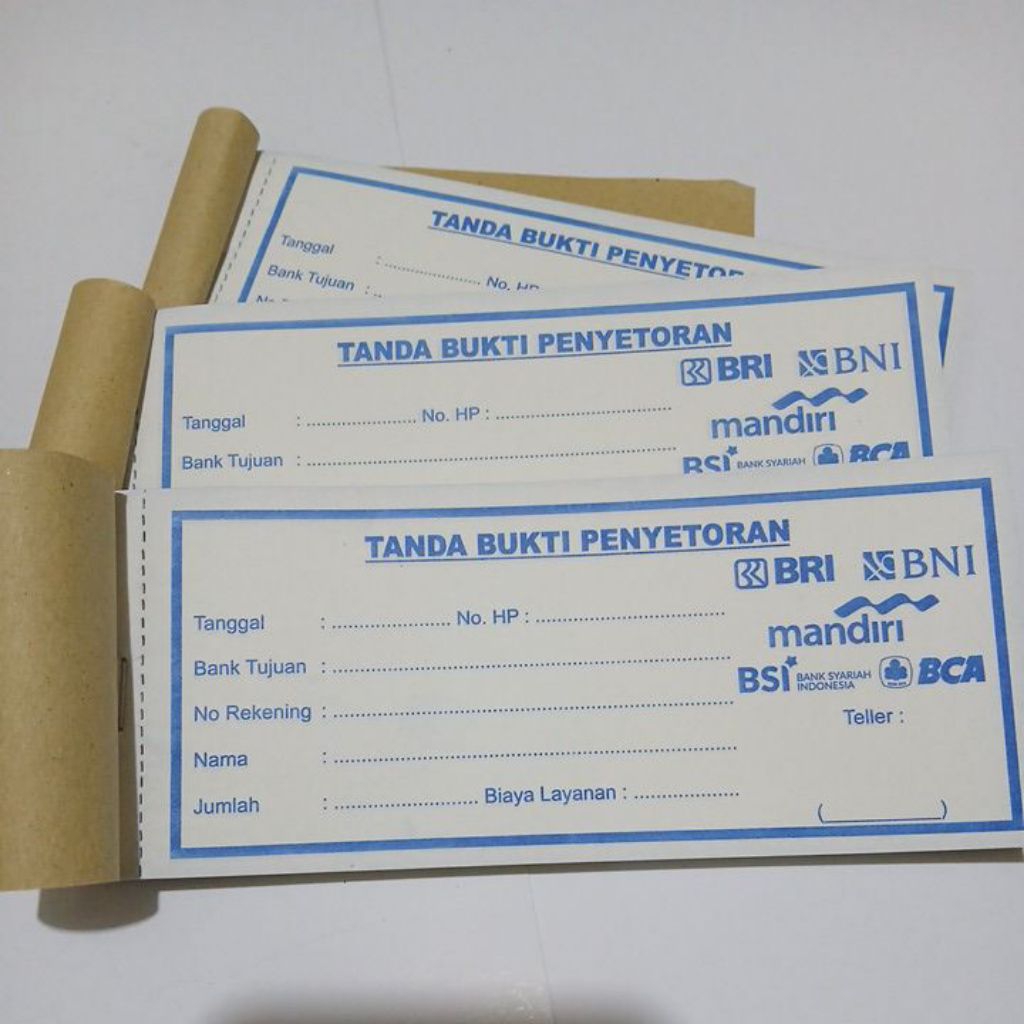 TANDA BUKTI PENYETOR
Tanggal : .................... No. HP
Bank Tujuan : ..
TANDA BUKTI PENYETORAN
BRI BNI
Tanggal : ...................... No. HP : ...................................
mandiri
Bank Tujuan : ..........................................................................
BSI BANK SYARIAH BCA
TANDA BUKTI PENYETORAN
BRI BNI
Tanggal : ........................ No. HP : ......................................
mandiri
Bank Tujuan : ................................................................................
BSI BANK SYARIAH INDONESIA BCA
No Rekening : ................................................................................
Teller :
Nama : ................................................................................
Jumlah : ............................. Biaya Layanan : .....................
(____________)